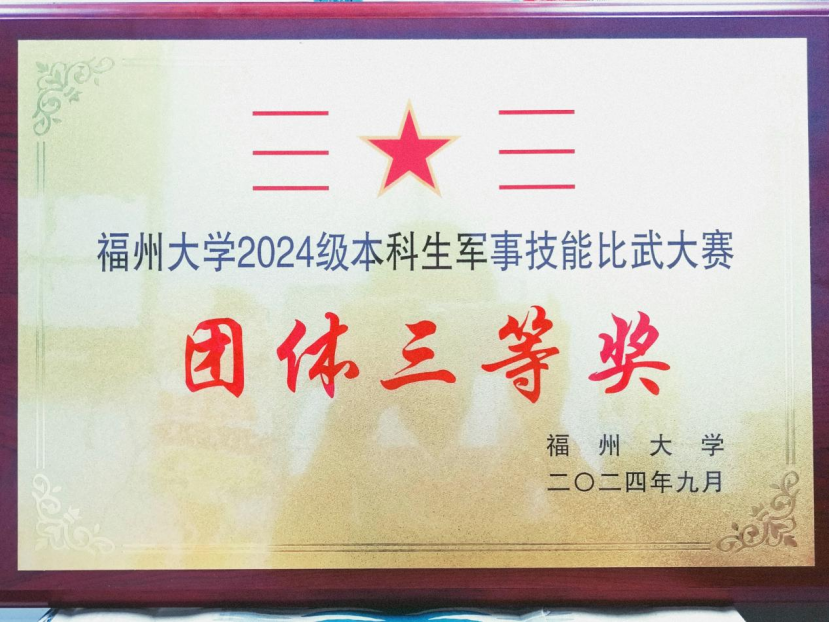 福州大学2024级本科生军事技能比武大赛
团体三等奖
福州大学
二〇二四年九月